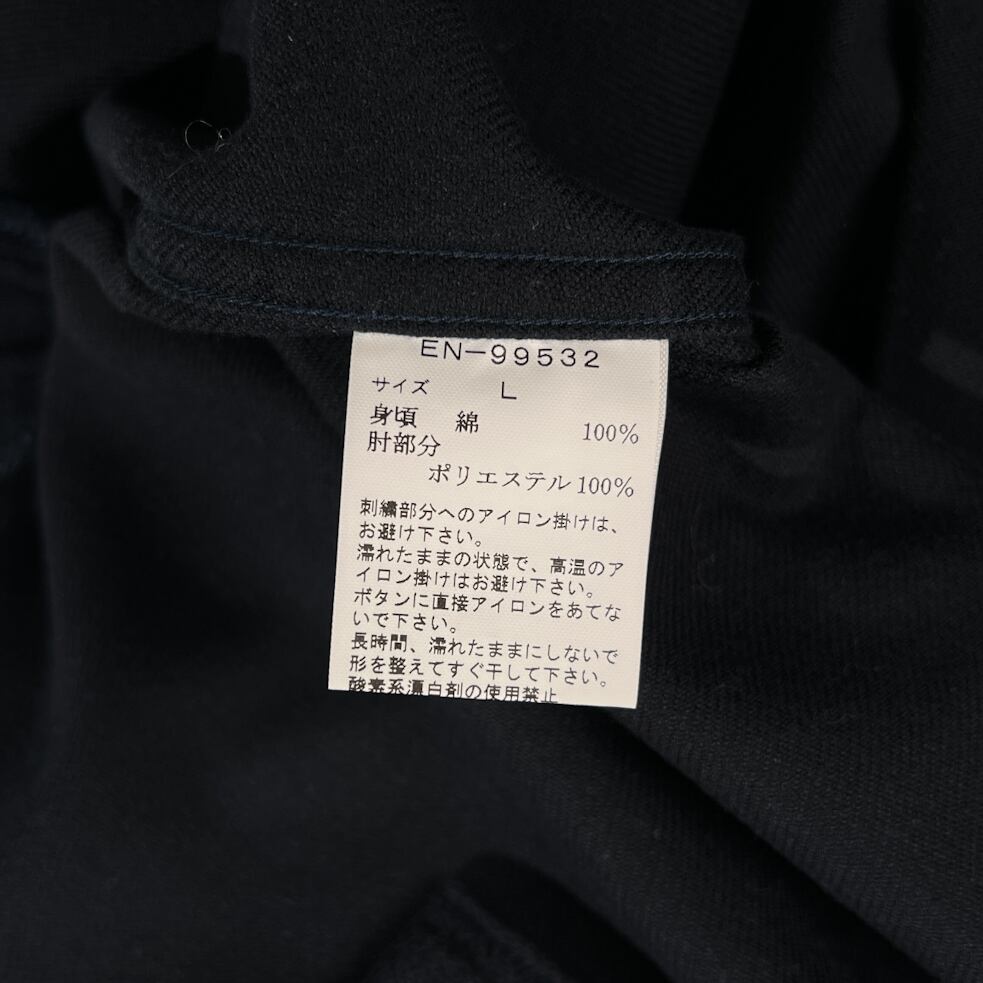 EN-99532
サイズ L
身頃 綿 100%
肘部分
ポリエステル100%
刺繍部分へのアイロン掛けは、
お避け下さい。
濡れたままの状態で、高温のア
イロン掛けはお避け下さい。
ボタンに直接アイロンをあてな
いで下さい。
長時間、濡れたままにしないで
形を整えてすぐ干して下さい。
酸素系漂白剤の使用禁止